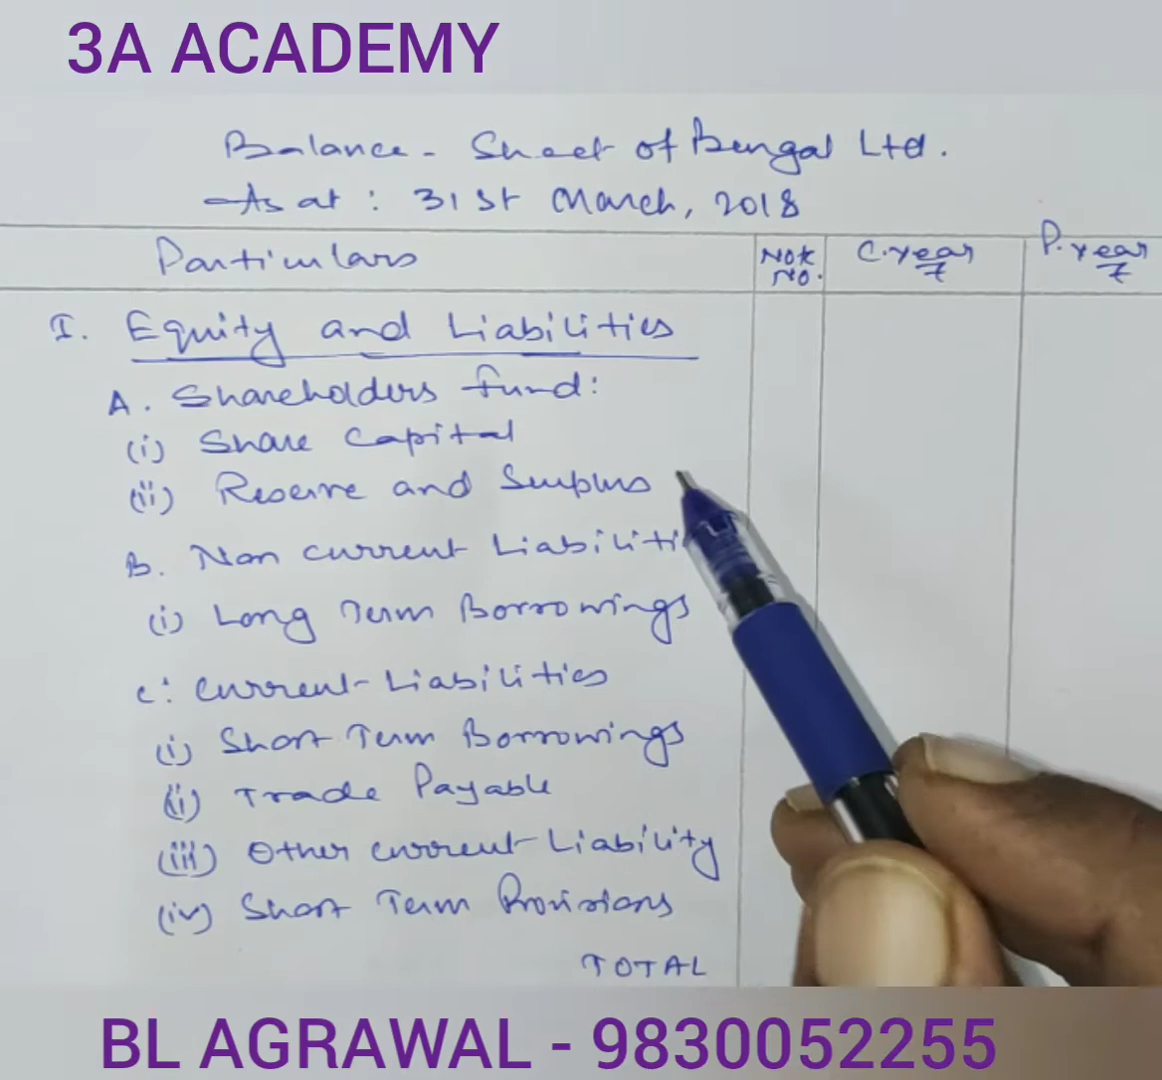 3A ACADEMY
Balance - Sheet of Bengal Ltd.
As at : 31st March, 2018
Particulars Note No. C. year ₹ P. year ₹
I. Equity and Liabilities
A. Shareholders fund:
(i) Share Capital
(ii) Reserve and Surplus
B. Non current Liabiliti
(i) Long Term Borrowings
C: Current Liabilities
(i) Short Term Borrowings
(ii) Trade Payable
(iii) Other current Liability
(iv) Short Term Provisions
TOTAL
BL AGRAWAL - 9830052255